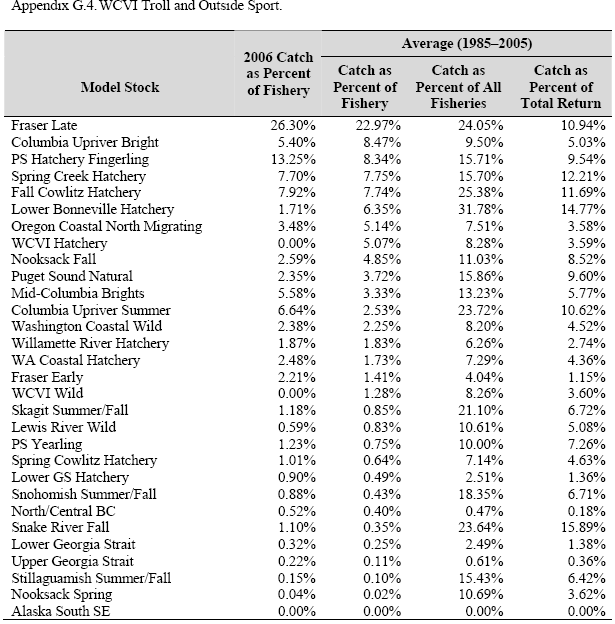 Appendix G.4. WCVI Troll and Outside Sport.
Average (1985–2005)
Model Stock 2006 Catch as Percent of Fishery Catch as Percent of Fishery Catch as Percent of All Fisheries Catch as Percent of Total Return
Fraser Late 26.30% 22.97% 24.05% 10.94%
Columbia Upriver Bright 5.40% 8.47% 9.50% 5.03%
PS Hatchery Fingerling 13.25% 8.34% 15.71% 9.54%
Spring Creek Hatchery 7.70% 7.75% 15.70% 12.21%
Fall Cowlitz Hatchery 7.92% 7.74% 25.38% 11.69%
Lower Bonneville Hatchery 1.71% 6.35% 31.78% 14.77%
Oregon Coastal North Migrating 3.48% 5.14% 7.51% 3.58%
WCVI Hatchery 0.00% 5.07% 8.28% 3.59%
Nooksack Fall 2.59% 4.85% 11.03% 8.52%
Puget Sound Natural 2.35% 3.72% 15.86% 9.60%
Mid-Columbia Brights 5.58% 3.33% 13.23% 5.77%
Columbia Upriver Summer 6.64% 2.53% 23.72% 10.62%
Washington Coastal Wild 2.38% 2.25% 8.20% 4.52%
Willamette River Hatchery 1.87% 1.83% 6.26% 2.74%
WA Coastal Hatchery 2.48% 1.73% 7.29% 4.36%
Fraser Early 2.21% 1.41% 4.04% 1.15%
WCVI Wild 0.00% 1.28% 8.26% 3.60%
Skagit Summer/Fall 1.18% 0.85% 21.10% 6.72%
Lewis River Wild 0.59% 0.83% 10.61% 5.08%
PS Yearling 1.23% 0.75% 10.00% 7.26%
Spring Cowlitz Hatchery 1.01% 0.64% 7.14% 4.63%
Lower GS Hatchery 0.90% 0.49% 2.51% 1.36%
Snohomish Summer/Fall 0.88% 0.43% 18.35% 6.71%
North/Central BC 0.52% 0.40% 0.47% 0.18%
Snake River Fall 1.10% 0.35% 23.64% 15.89%
Lower Georgia Strait 0.32% 0.25% 2.49% 1.38%
Upper Georgia Strait 0.22% 0.11% 0.61% 0.36%
Stillaguamish Summer/Fall 0.15% 0.10% 15.43% 6.42%
Nooksack Spring 0.04% 0.02% 10.69% 3.62%
Alaska South SE 0.00% 0.00% 0.00% 0.00%